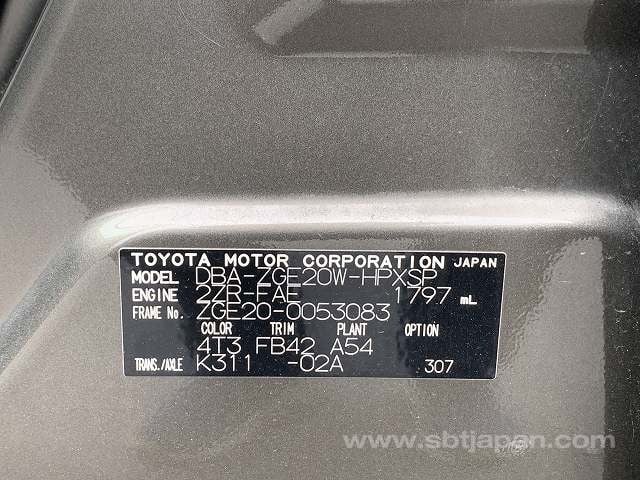 TOYOTA MOTOR CORPORATION JAPAN
MODEL DBA-ZGE20W-HPXSP
ENGINE 2ZR-FAE 1797 mL
FRAME No. ZGE20-0053083
COLOR TRIM PLANT
4T3 FB42 A54
TRANS./AXLE K311 -02A 307
www.sbtjapan.com